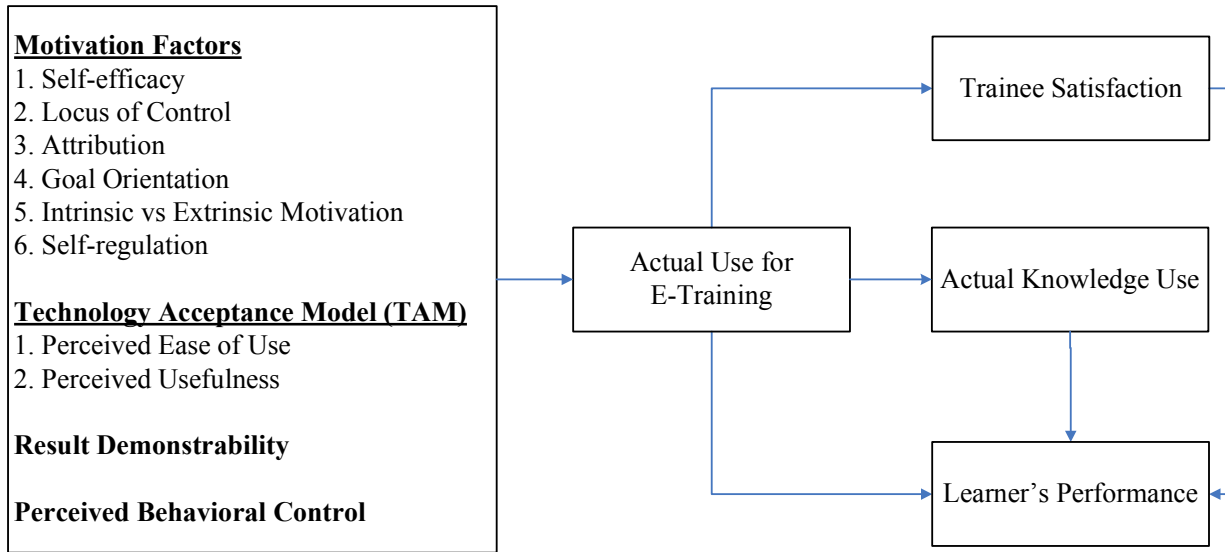 Motivation Factors
1. Self-efficacy
2. Locus of Control
3. Attribution
4. Goal Orientation
5. Intrinsic vs Extrinsic Motivation
6. Self-regulation
Technology Acceptance Model (TAM)
1. Perceived Ease of Use
2. Perceived Usefulness
Result Demonstrability
Perceived Behavioral Control
Actual Use for
E-Training
Trainee Satisfaction
Actual Knowledge Use
Learner’s Performance